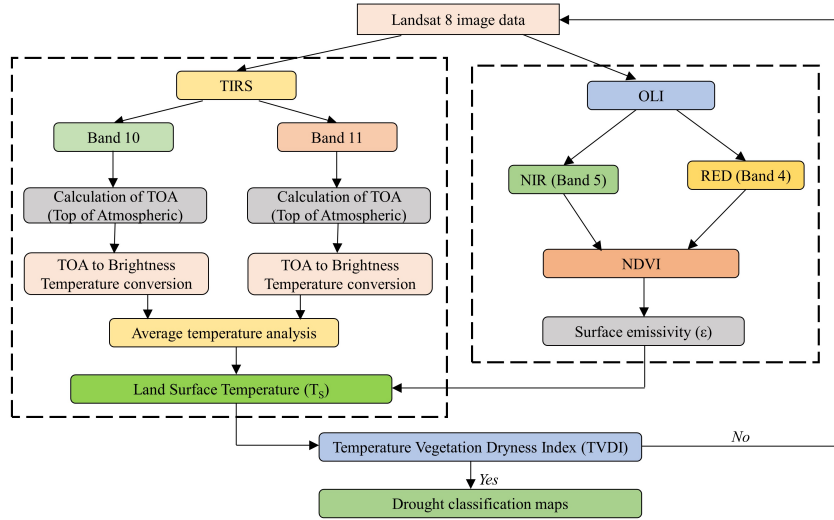 Landsat 8 image data
TIRS
OLI
Band 10
Band 11
NIR (Band 5)
RED (Band 4)
Calculation of TOA
(Top of Atmospheric)
Calculation of TOA
(Top of Atmospheric)
TOA to Brightness
Temperature conversion
TOA to Brightness
Temperature conversion
NDVI
Average temperature analysis
Surface emissivity (ε)
Land Surface Temperature (TS)
Temperature Vegetation Dryness Index (TVDI)
No
Yes
Drought classification maps